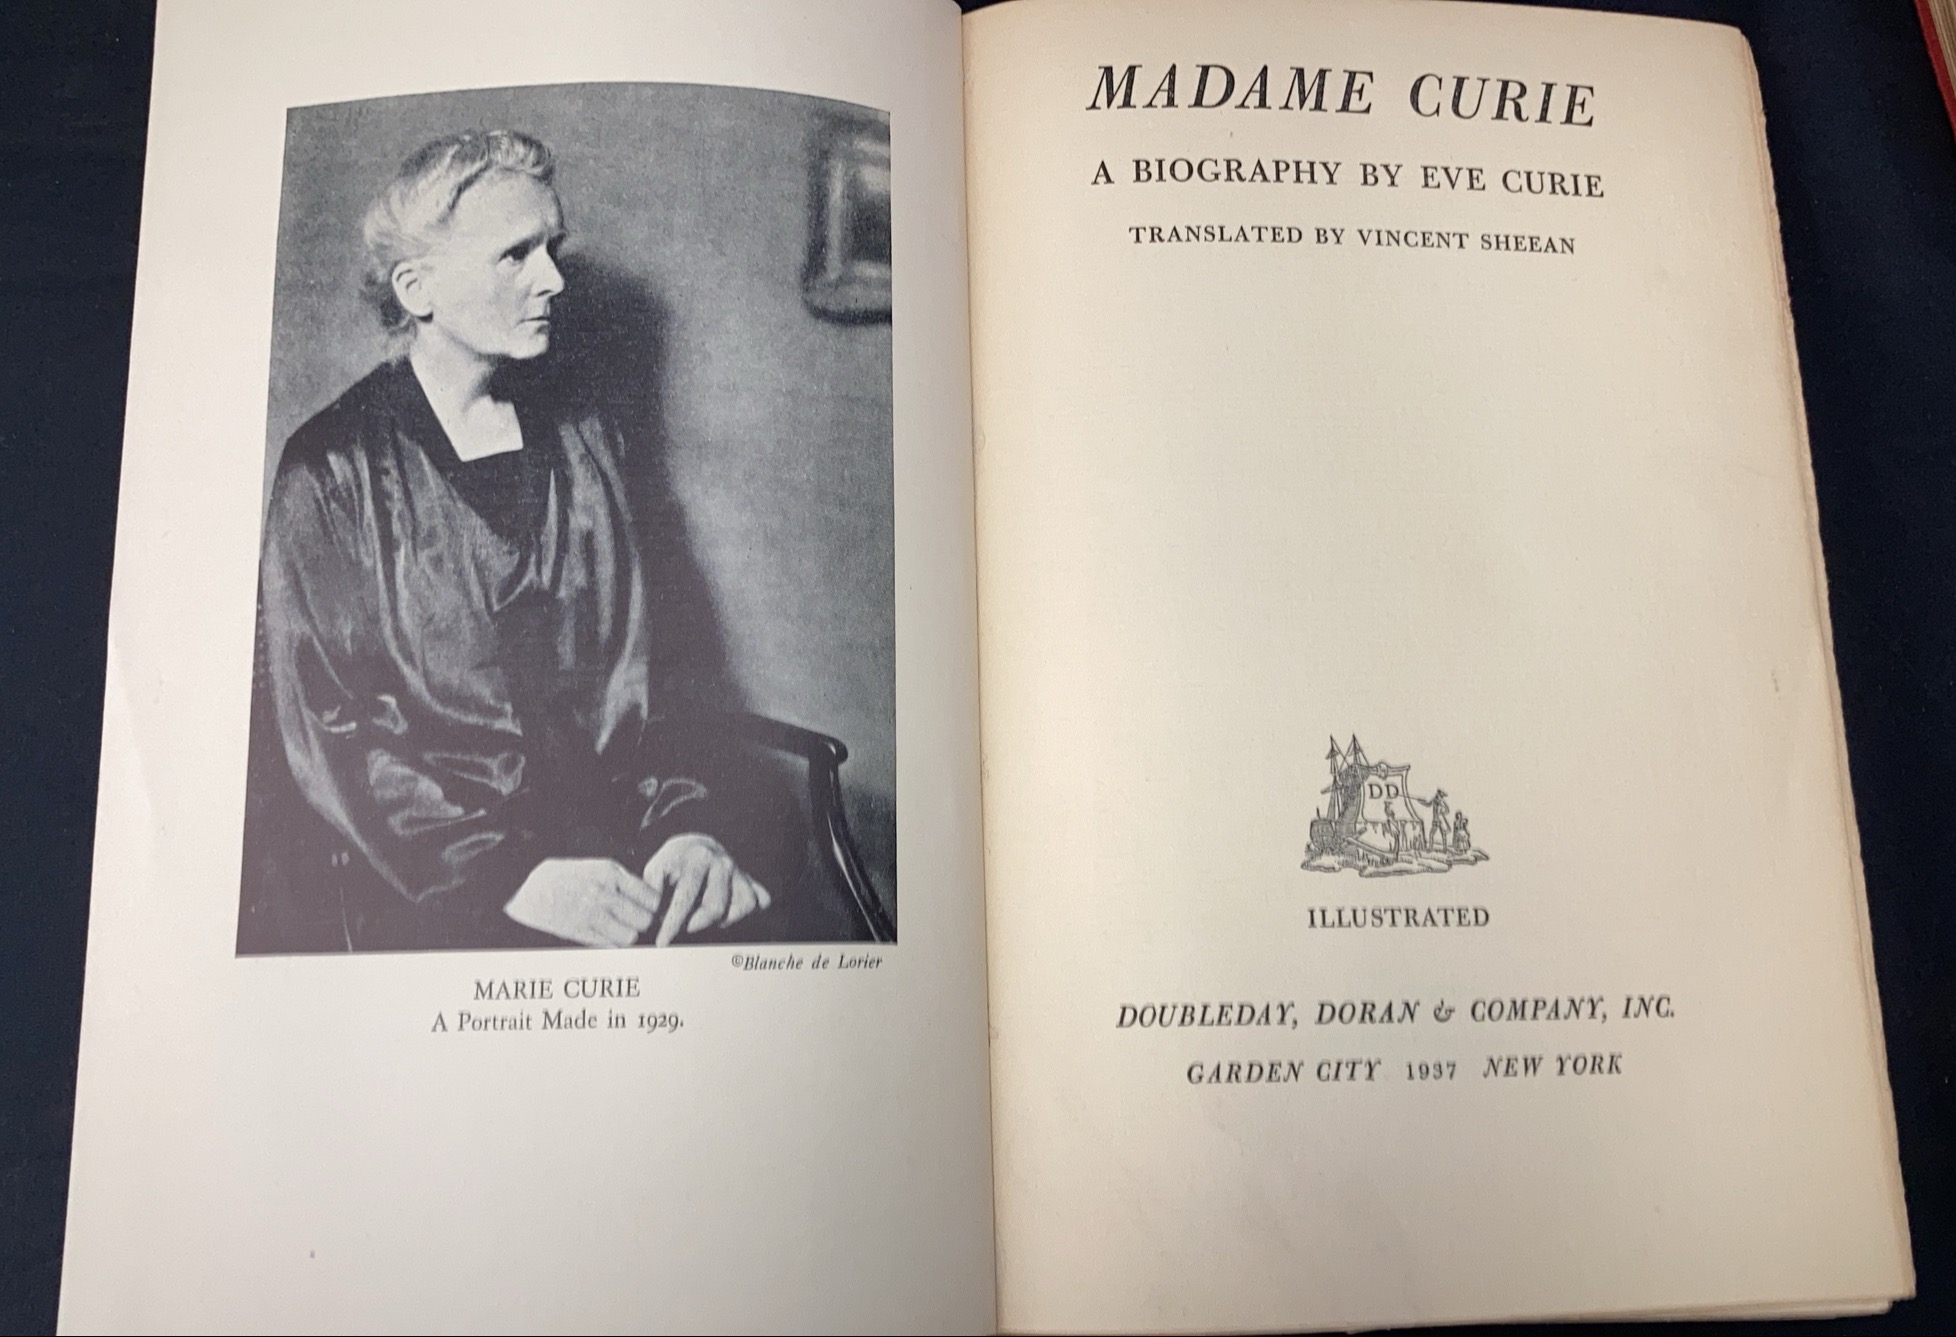 ©Blanche de Lorier
MARIE CURIE
A Portrait Made in 1929.
MADAME CURIE
A BIOGRAPHY BY EVE CURIE
TRANSLATED BY VINCENT SHEEAN
DD
ILLUSTRATED
DOUBLEDAY, DORAN & COMPANY, INC.
GARDEN CITY 1937 NEW YORK